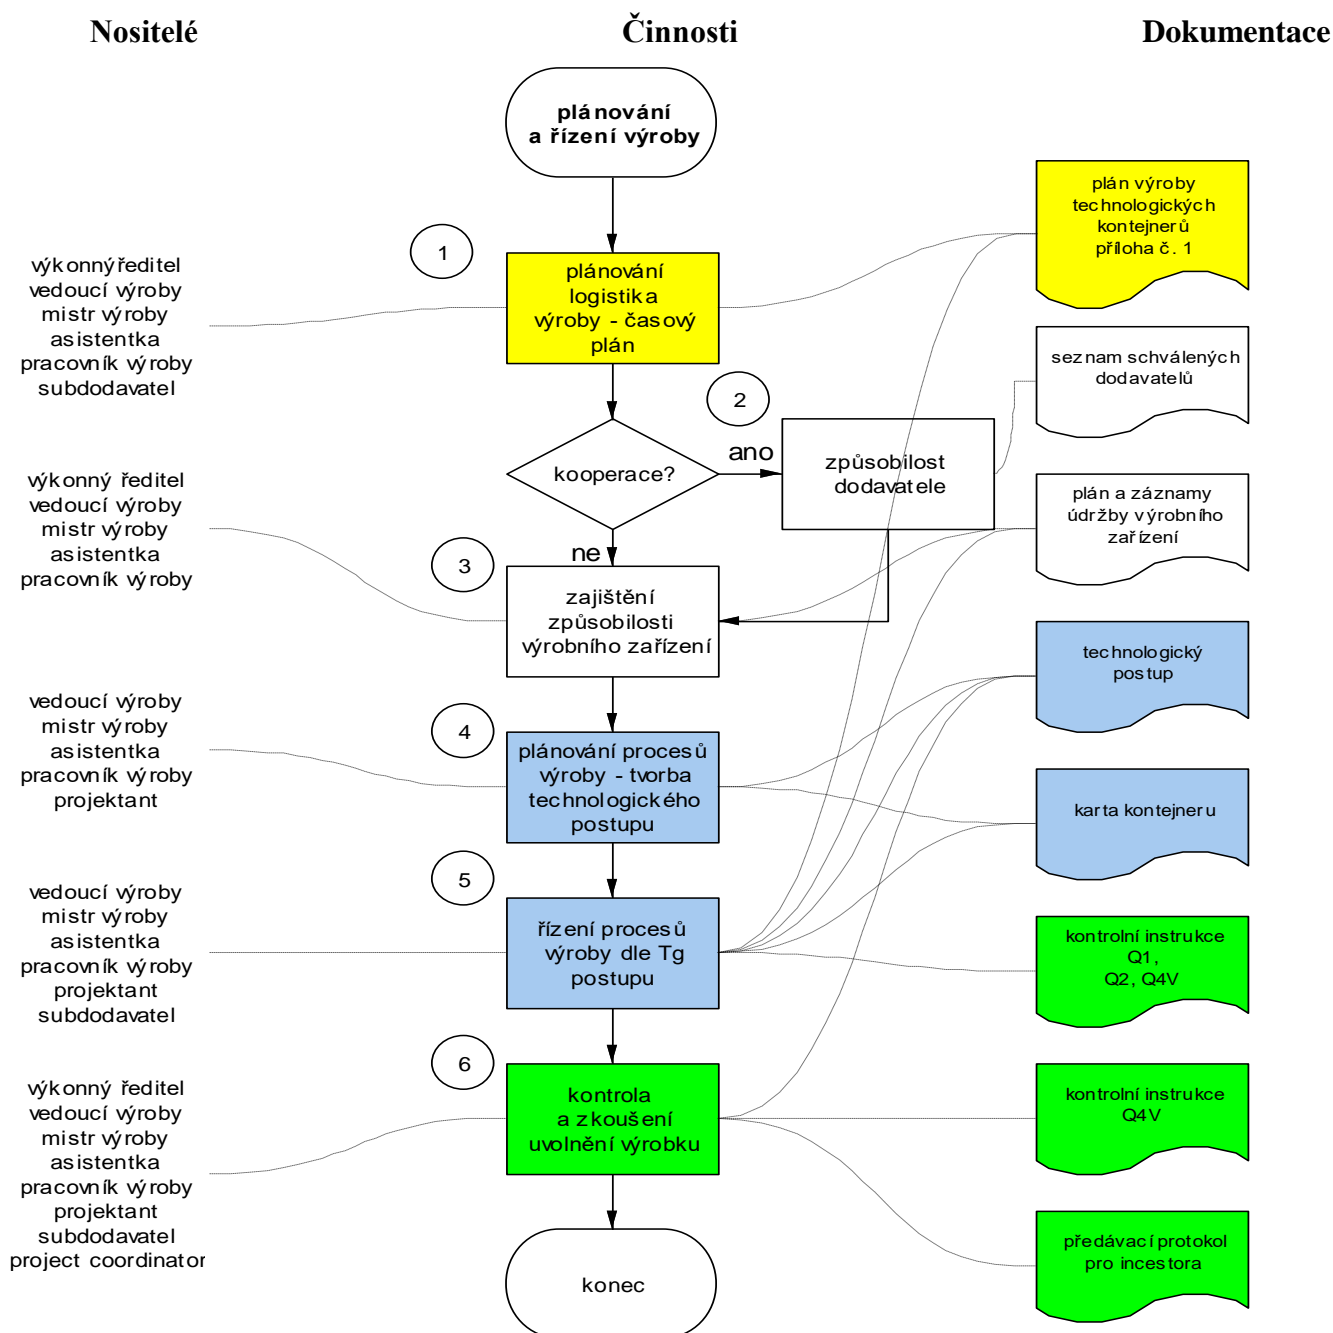 Nositelé
Činnosti
Dokumentace
plánování
a řízení výroby
1
výkonný ředitel
vedoucí výroby
mistr výroby
asistentka
pracovník výroby
subdodavatel
plánování
logistika
výroby - časový
plán
plán výroby
technologických
kontejnerů
příloha č. 1
2
kooperace?
ano
ne
způsobilost
dodavatele
seznam schválených
dodavatelů
3
výkonný ředitel
vedoucí výroby
mistr výroby
asistentka
pracovník výroby
zajištění
způsobilosti
výrobního zařízení
plán a záznamy
údržby výrobního
zařízení
4
vedoucí výroby
mistr výroby
asistentka
pracovník výroby
projektant
plánování procesů
výroby - tvorba
technologického
postupu
technologický
postup
karta kontejneru
5
vedoucí výroby
mistr výroby
asistentka
pracovník výroby
projektant
subdodavatel
řízení procesů
výroby dle Tg
postupu
kontrolní instrukce
Q1,
Q2, Q4V
6
výkonný ředitel
vedoucí výroby
mistr výroby
asistentka
pracovník výroby
projektant
subdodavatel
project coordinator
kontrola
a zkoušení
uvolnění výrobku
kontrolní instrukce
Q4V
předávací protokol
pro incestora
konec